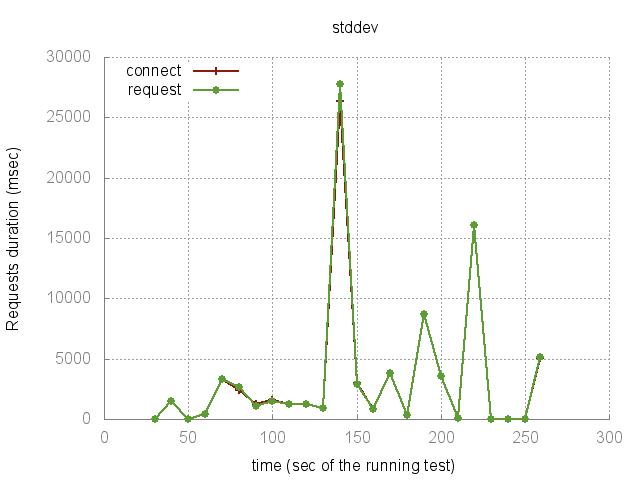 stddev
connect
request
30000
25000
20000
15000
10000
5000
0
Requests duration (msec)
0 50 100 150 200 250 300
time (sec of the running test)